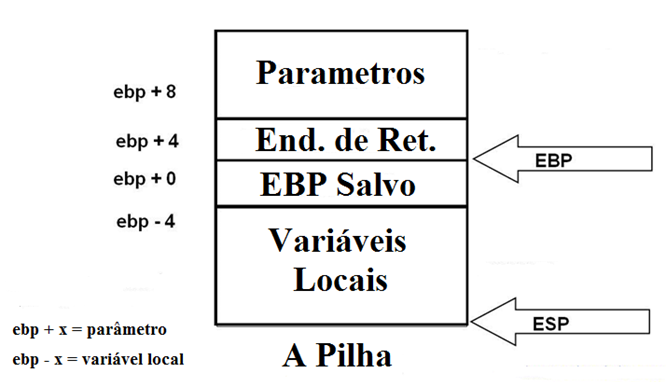 Parametros
ebp + 8
ebp + 4
End. de Ret.
EBP
ebp + 0
EBP Salvo
ebp - 4
Variáveis
Locais
ESP
ebp + x = parâmetro
ebp - x = variável local
A Pilha